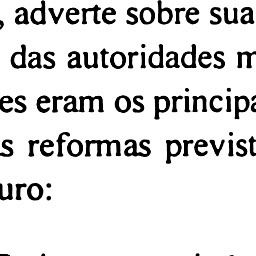 , adverte sobre sua
das autoridades m
es eram os principa
s reformas previst
uro: